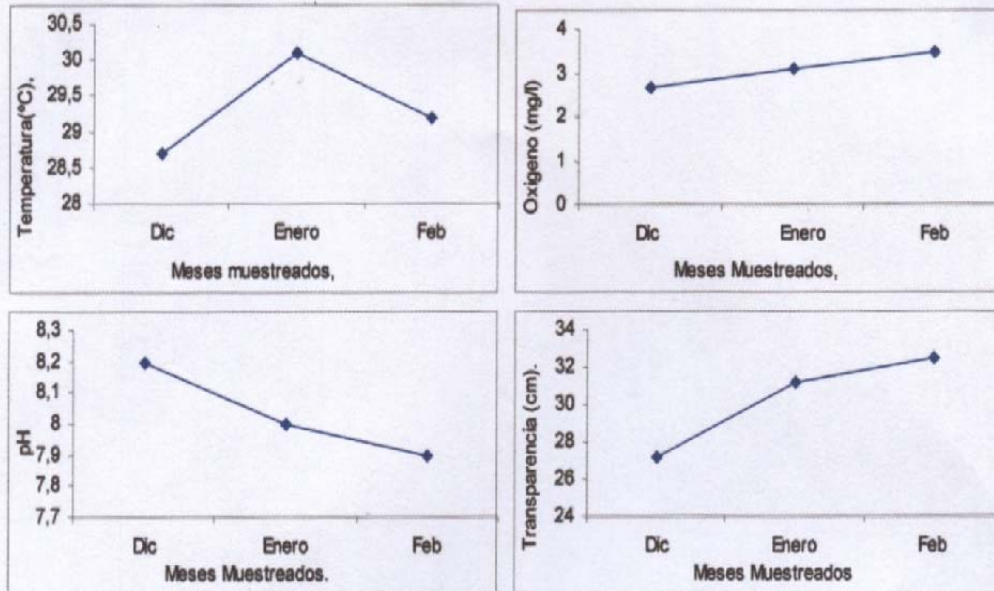 Temperatura(°C),
30,5
30
29,5
29
28,5
28
Dic Enero Feb
Meses muestreados,
Oxigeno (mg/l)
4
3
2
1
0
Dic Enero Feb
Meses Muestreados,
pH
8,3
8,2
8,1
8
7,9
7,8
7,7
Dic Enero Feb
Meses Muestreados.
Transparencia (cm).
34
32
30
28
26
24
Dic Enero Feb
Meses Muestreados